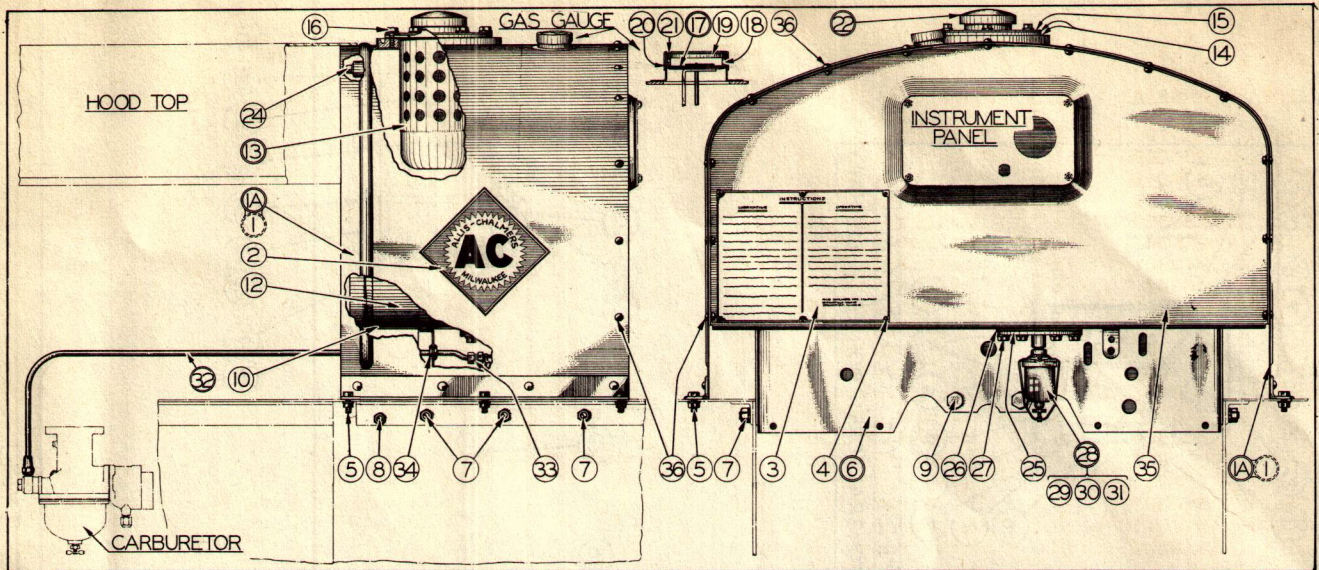 16
GAS GAUGE
20 21 17 19 18 36
22
15
14
HOOD TOP
24
13
INSTRUMENT
PANEL
1A
1
2
12
ALLIS-CHALMERS
AC
MILWAUKEE
INSTRUCTIONS
LUBRICATION OPERATING
32
10
5 8 34 7 33 7 36 5 7 3 4 6 9 26 27 25 28 35 1A 1
29 30 31
CARBURETOR